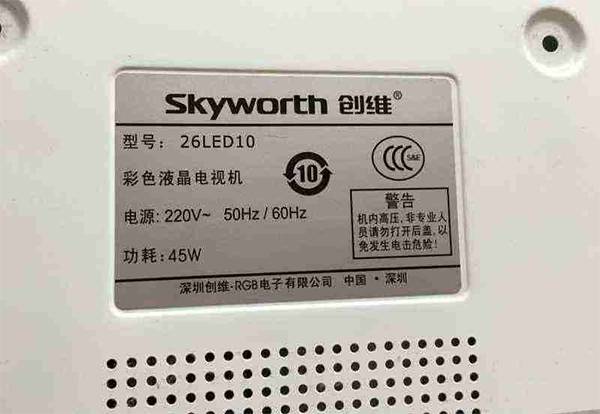 Skyworth 创维®
型号: 26LED10
彩色液晶电视机
10
CCC S&E
电源: 220V~ 50Hz / 60Hz
警告
机内高压, 非专业人
员请勿打开后盖, 以
免发生电击危险!
功耗: 45W
深圳创维-RGB电子有限公司 中国·深圳